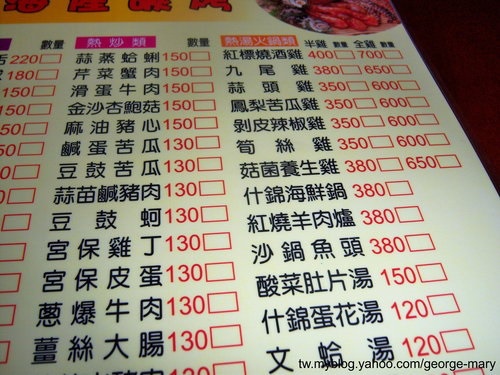 數量 熱炒類 數量 熱湯火鍋類 半雞 數量 全雞 數量
220 蒜蒸蛤蜊 150 紅標燒酒雞 400 700
180 芹菜蟹肉 150 九尾雞 380 650
150 滑蛋牛肉 150 蒜頭雞 350 600
150 金沙杏鮑菇 150 鳳梨苦瓜雞 350 600
150 麻油豬心 150 剝皮辣椒雞 350 600
鹹蛋苦瓜 130 筍絲雞 350 600
豆鼓苦瓜 130 菇菌養生雞 380 650
蒜苗鹹豬肉 130 什錦海鮮鍋 380
豆鼓蚵 130 紅燒羊肉爐 380
宮保雞丁 130 沙鍋魚頭 380
宮保皮蛋 130 酸菜肚片湯 150
蔥爆牛肉 130 什錦蛋花湯 120
薑絲大腸 130 文蛤湯 120
tw.myblog.yahoo.com/george-mary